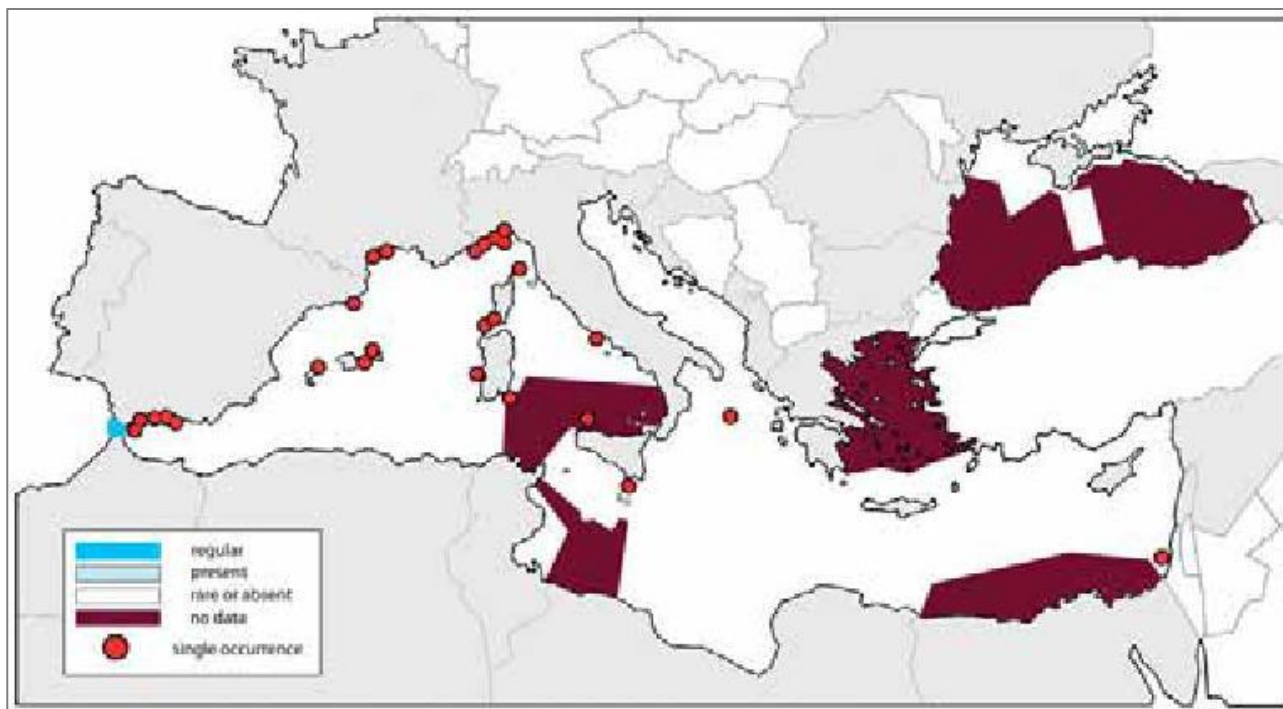 regular
present
rare or absent
no data
single occurrence